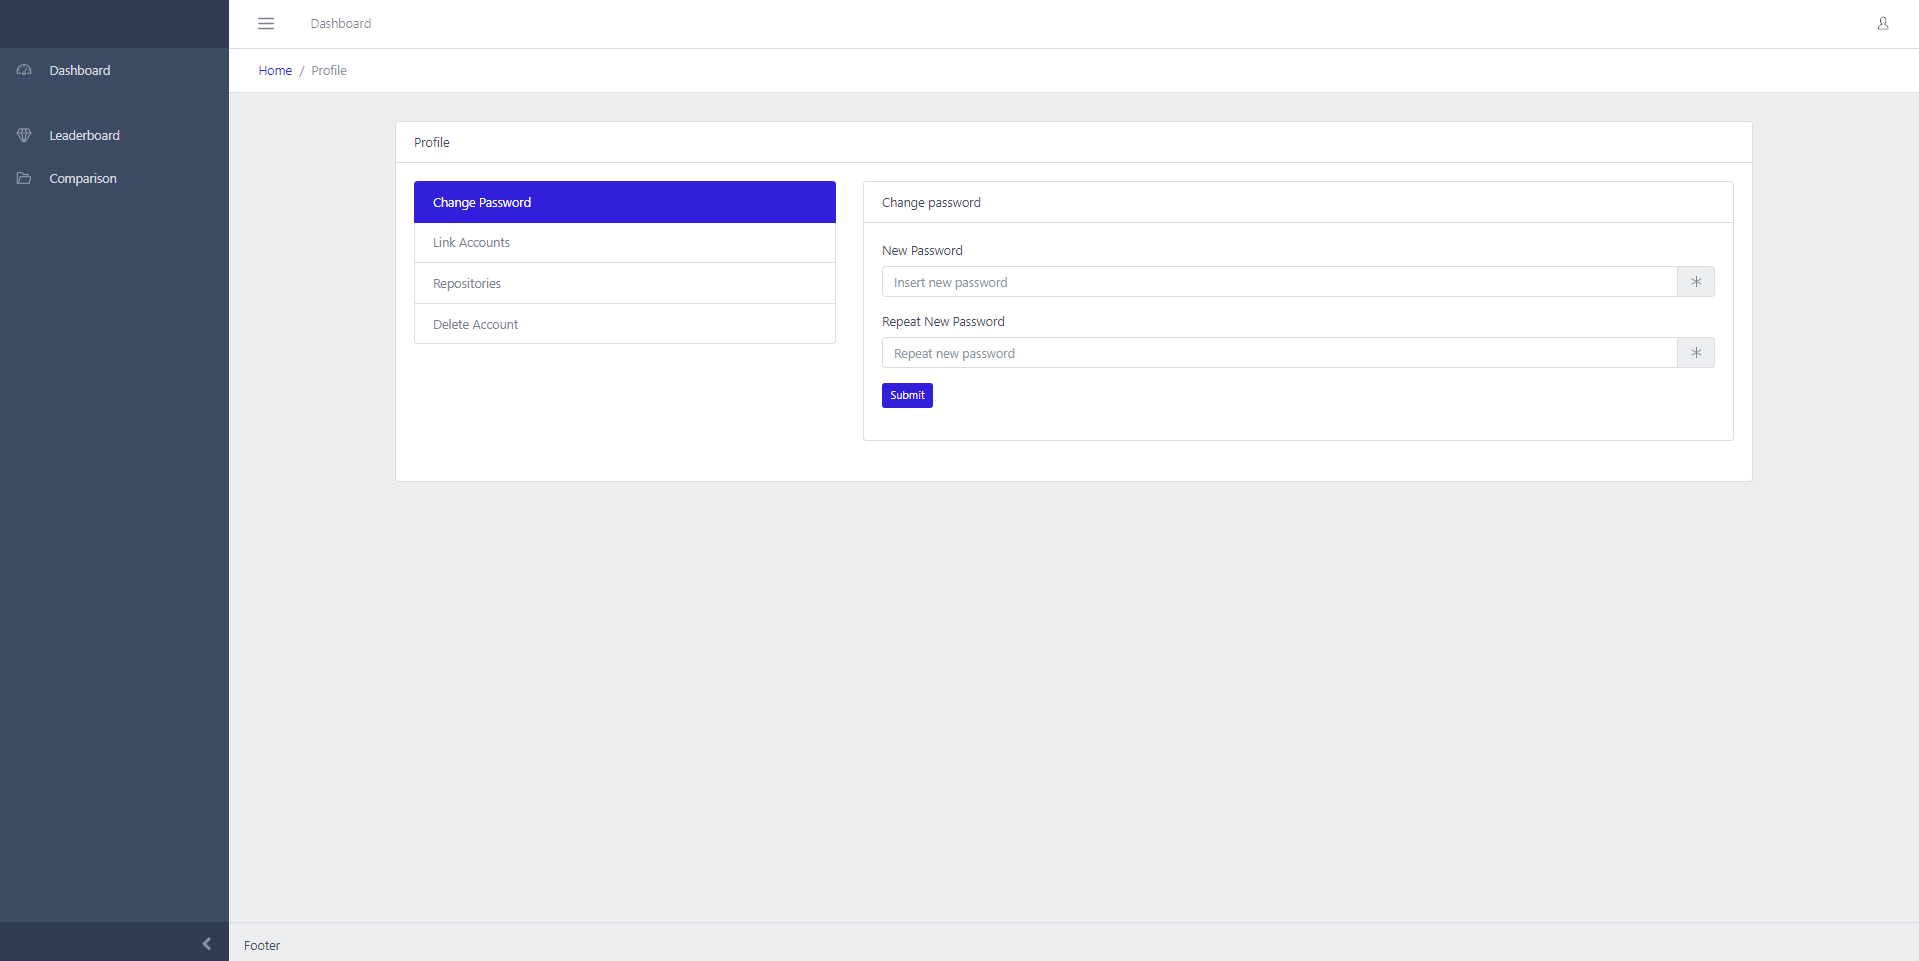 Dashboard
Dashboard
Leaderboard
Comparison
Home / Profile
Profile
Change Password
Link Accounts
Repositories
Delete Account
Change password
New Password
Insert new password
Repeat New Password
Repeat new password
Submit
Footer